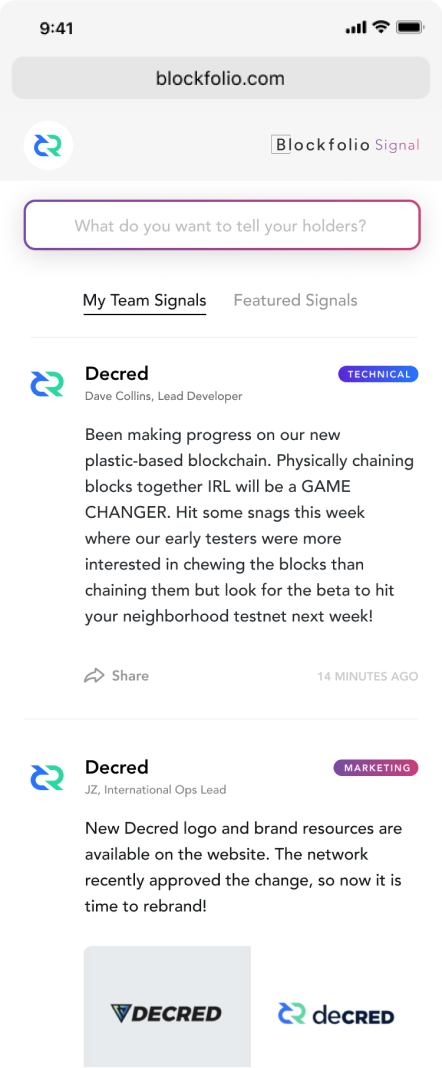 9:41
blockfolio.com
Blockfolio Signal
What do you want to tell your holders?
My Team Signals Featured Signals
Decred TECHNICAL
Dave Collins, Lead Developer
Been making progress on our new
plastic-based blockchain. Physically chaining
blocks together IRL will be a GAME
CHANGER. Hit some snags this week
where our early testers were more
interested in chewing the blocks than
chaining them but look for the beta to hit
your neighborhood testnet next week!
Share 14 MINUTES AGO
Decred MARKETING
JZ, International Ops Lead
New Decred logo and brand resources are
available on the website. The network
recently approved the change, so now it is
time to rebrand!
DECRED decRED